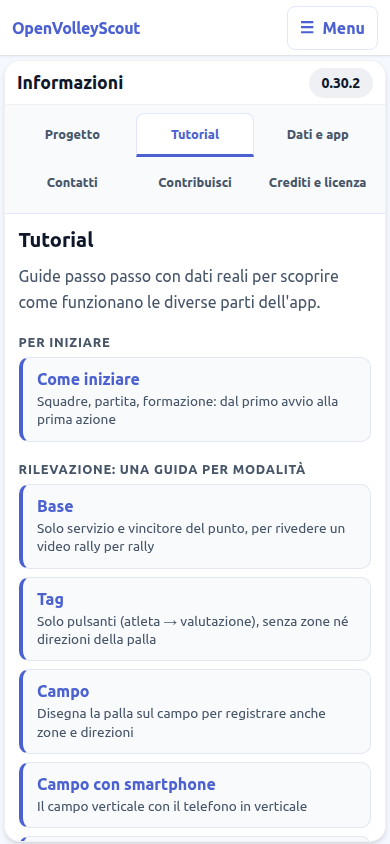 OpenVolleyScout
☰ Menu
Informazioni
0.30.2
Progetto
Tutorial
Dati e app
Contatti
Contribuisci
Crediti e licenza
Tutorial
Guide passo passo con dati reali per scoprire
come funzionano le diverse parti dell'app.
PER INIZIARE
Come iniziare
Squadre, partita, formazione: dal primo avvio alla
prima azione
RILEVAZIONE: UNA GUIDA PER MODALITÀ
Base
Solo servizio e vincitore del punto, per rivedere un
video rally per rally
Tag
Solo pulsanti (atleta → valutazione), senza zone né
direzioni della palla
Campo
Disegna la palla sul campo per registrare anche
zone e direzioni
Campo con smartphone
Il campo verticale con il telefono in verticale